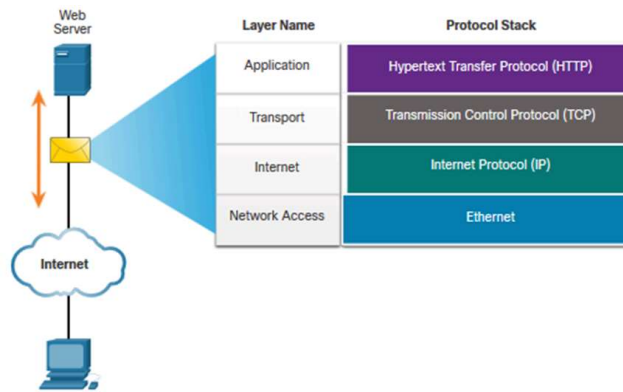 Web
Server
Layer Name
Protocol Stack
Application
Hypertext Transfer Protocol (HTTP)
Transport
Transmission Control Protocol (TCP)
Internet
Internet Protocol (IP)
Network Access
Ethernet
Internet